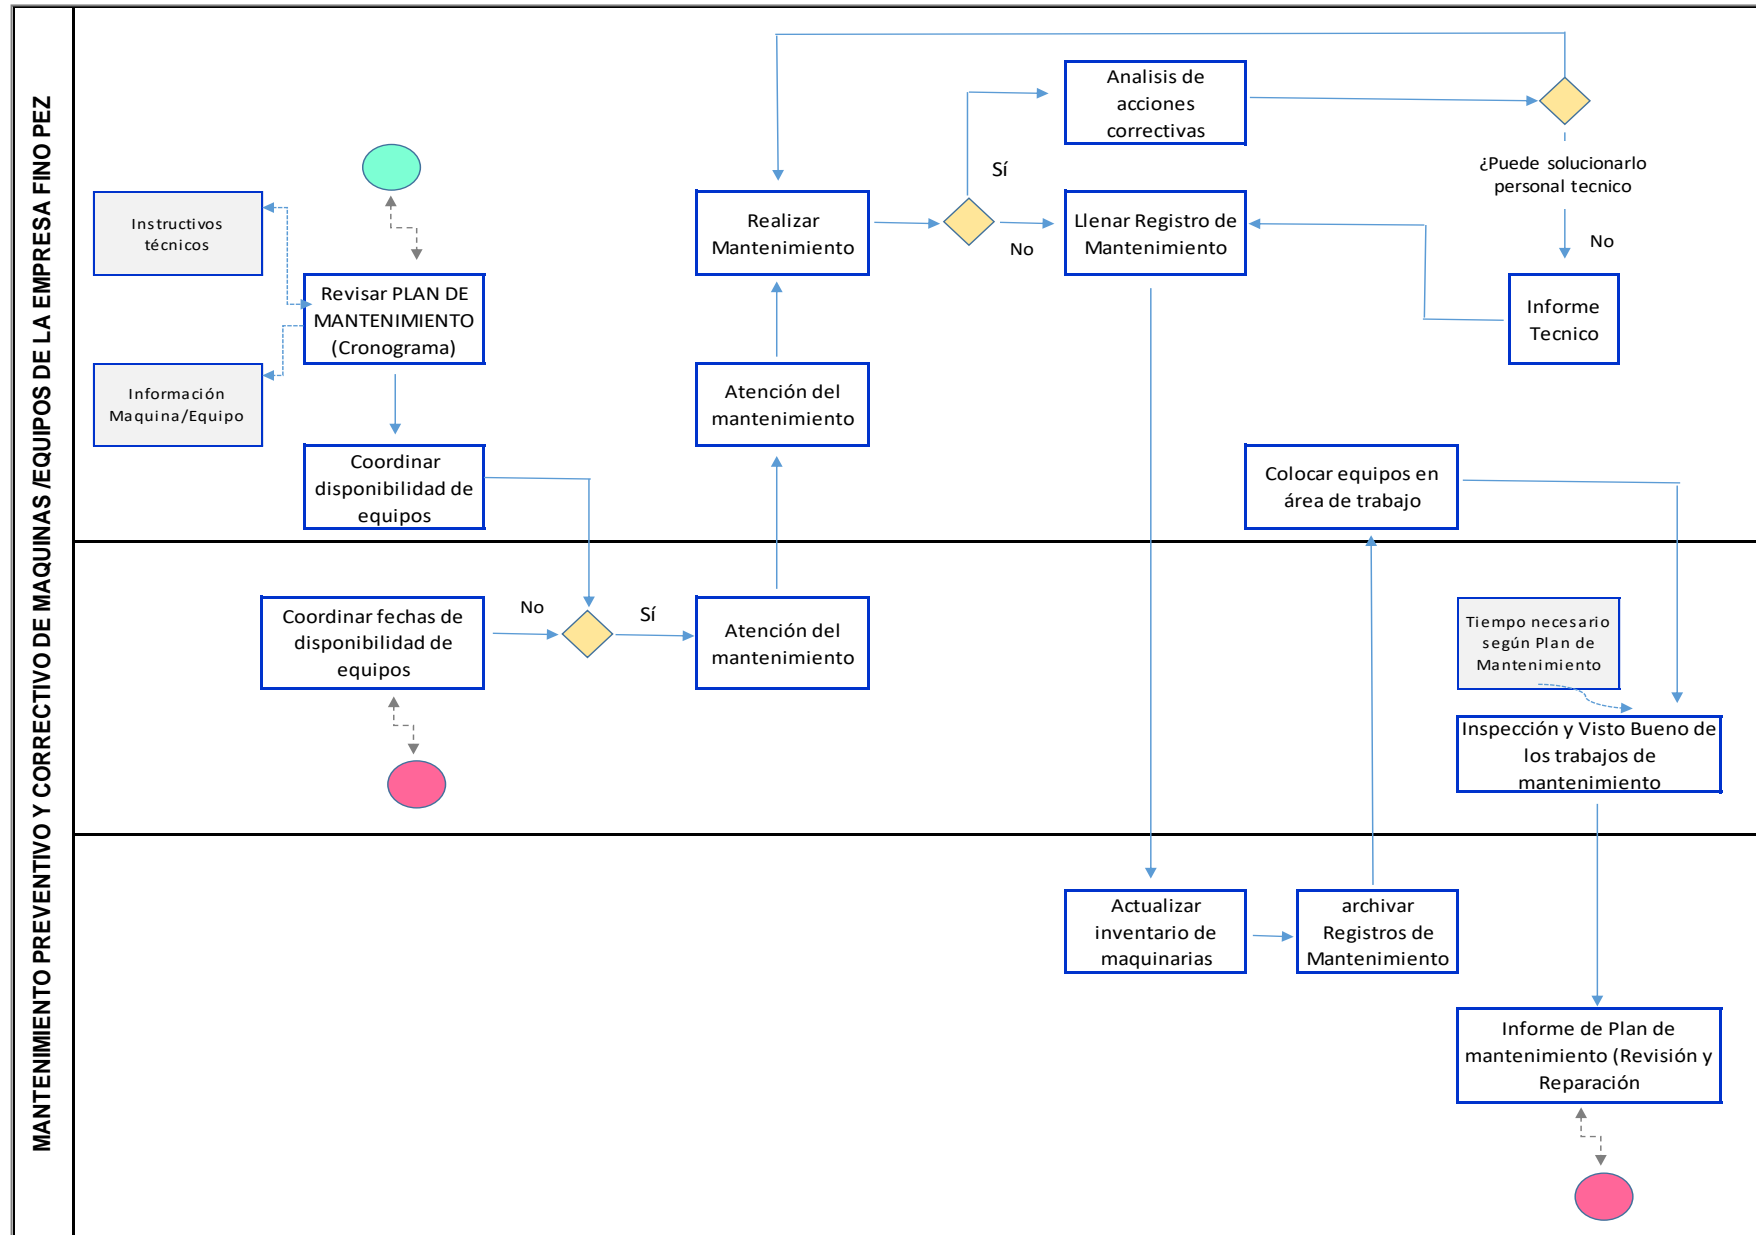 MANTENIMIENTO PREVENTIVO Y CORRECTIVO DE MAQUINAS /EQUIPOS DE LA EMPRESA FINO PEZ
Instructivos
técnicos
Información
Maquina/Equipo
Revisar PLAN DE
MANTENIMIENTO
(Cronograma)
Coordinar
disponibilidad de
equipos
Realizar
Mantenimiento
Atención del
mantenimiento
Sí
No
Analisis de
acciones
correctivas
Llenar Registro de
Mantenimiento
¿Puede solucionarlo
personal tecnico
No
Informe
Tecnico
Colocar equipos en
área de trabajo
Coordinar fechas de
disponibilidad de
equipos
No
Sí
Atención del
mantenimiento
Tiempo necesario
según Plan de
Mantenimiento
Inspección y Visto Bueno de
los trabajos de
mantenimiento
Actualizar
inventario de
maquinarias
archivar
Registros de
Mantenimiento
Informe de Plan de
mantenimiento (Revisión y
Reparación